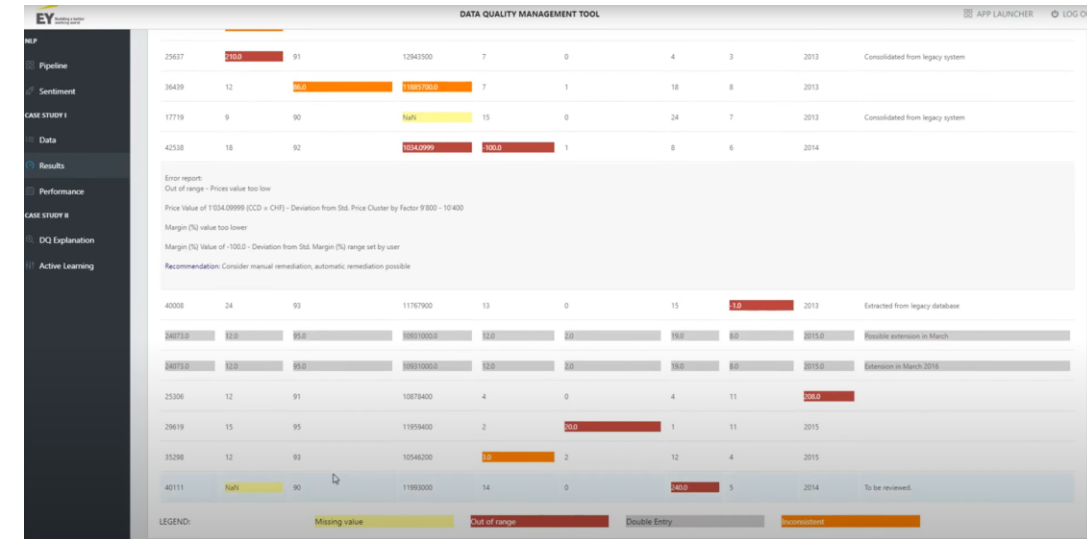 EY Building a better working world
DATA QUALITY MANAGEMENT TOOL
APP LAUNCHER LOG O
NLP
Pipeline
Sentiment
CASE STUDY I
Data
Results
Performance
CASE STUDY II
DQ Explanation
Active Learning
25637 210.0 91 12943500 7 0 4 3 2013 Consolidated from legacy system
36439 12 86.0 11885700.0 7 1 18 8 2013
17719 9 90 NaN 15 0 24 7 2013 Consolidated from legacy system
42538 18 92 1034.0999 -100.0 1 8 6 2014
Error report:
Out of range - Prices value too low
Price Value of 1'034.09999 (CCD = CHF) - Deviation from Std. Price Cluster by Factor 9'800 - 10'400
Margin (%) value too lower
Margin (%) Value of -100.0 - Deviation from Std. Margin (%) range set by user
Recommendation: Consider manual remediation, automatic remediation possible
40008 24 93 11767900 13 0 15 -1.0 2013 Extracted from legacy database
24073.0 12.0 95.0 10931000.0 12.0 2.0 19.0 8.0 2015.0 Possible extension in March
24073.0 12.0 95.0 10931000.0 12.0 2.0 19.0 8.0 2015.0 Extension in March 2016
25306 12 91 10878400 4 0 4 11 208.0
29619 15 95 11959400 2 20.0 1 11 2015
35298 12 93 10546200 3.0 2 12 4 2015
40111 NaN 90 11993000 14 0 240.0 5 2014 To be reviewed.
LEGEND: Missing value Out of range Double Entry Inconsistent